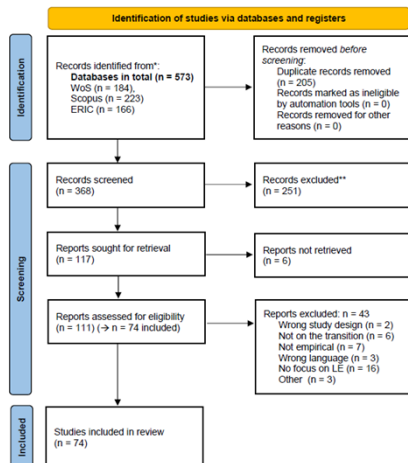 Identification of studies via databases and registers
Identification
Records identified from*:
Databases in total (n = 573)
WoS (n = 184),
Scopus (n = 223)
ERIC (n = 166)
Records removed before
screening:
Duplicate records removed
(n = 205)
Records marked as ineligible
by automation tools (n = 0)
Records removed for other
reasons (n = 0)
Screening
Records screened
(n = 368)
Records excluded**
(n = 251)
Reports sought for retrieval
(n = 117)
Reports not retrieved
(n = 6)
Reports assessed for eligibility
(n = 111) (→ n = 74 included)
Reports excluded: n = 43
Wrong study design (n = 2)
Not on the transition (n = 6)
Not empirical (n = 7)
Wrong language (n = 3)
No focus on LE (n = 16)
Other (n = 3)
Included
Studies included in review
(n = 74)